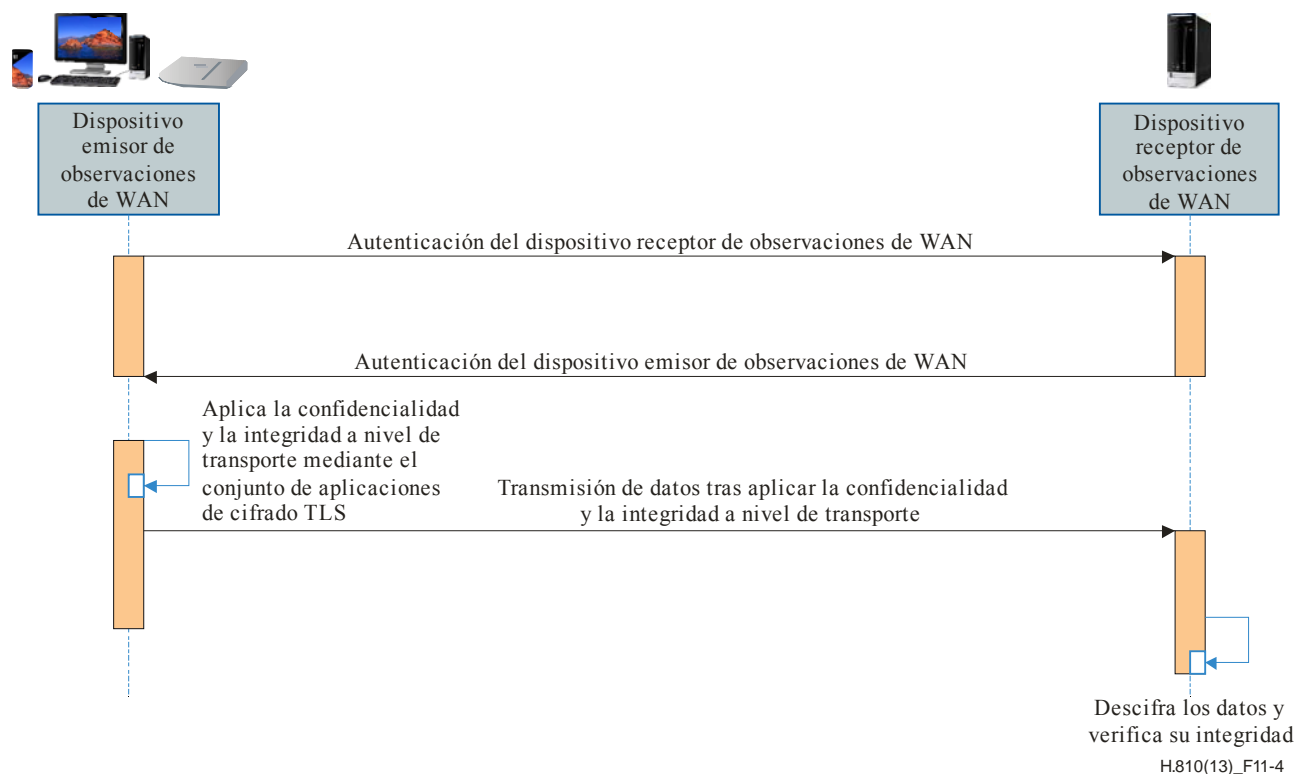 Dispositivo
emisor de
observaciones
de WAN
Dispositivo
receptor de
observaciones
de WAN
Autenticación del dispositivo receptor de observaciones de WAN
Autenticación del dispositivo emisor de observaciones de WAN
Aplica la confidencialidad
y la integridad a nivel de
transporte mediante el
conjunto de aplicaciones
de cifrado TLS
Transmisión de datos tras aplicar la confidencialidad
y la integridad a nivel de transporte
Descifra los datos y
verifica su integridad
H.810(13)_F11-4